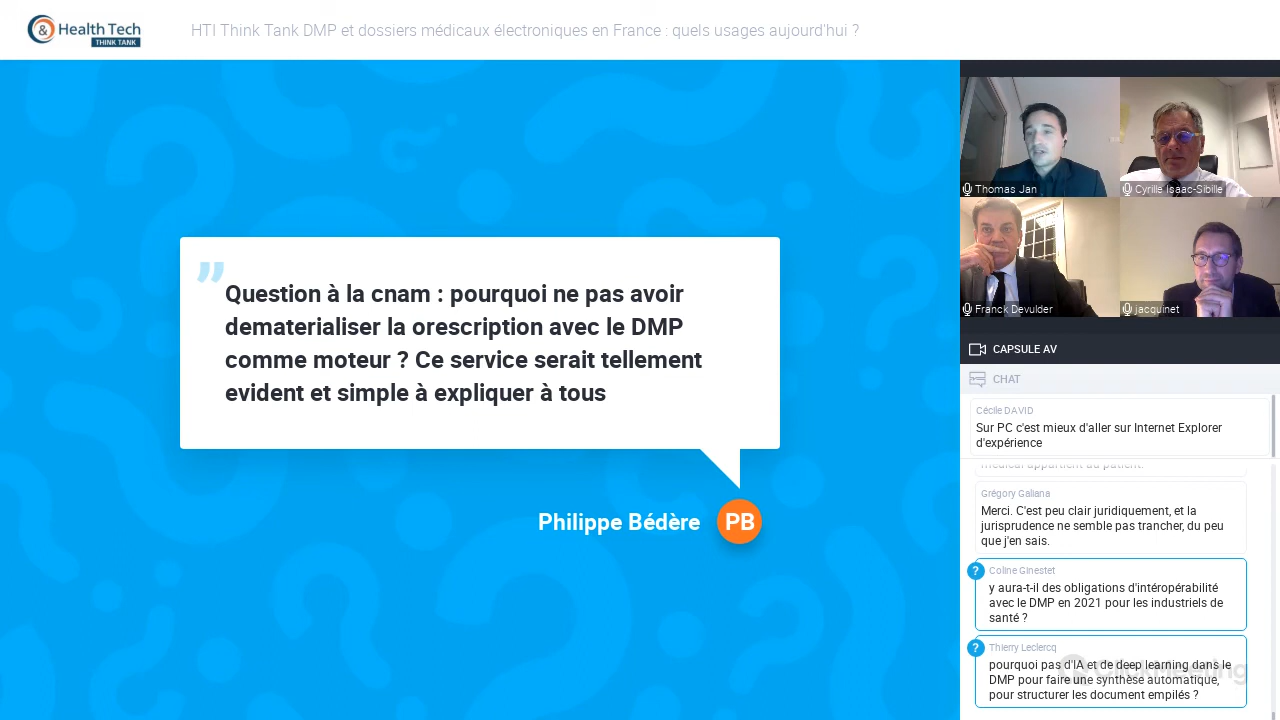 & Health Tech
THINK TANK
HTI Think Tank DMP et dossiers médicaux électroniques en France : quels usages aujourd'hui ?
”
Question à la cnam : pourquoi ne pas avoir
dematerialiser la orescription avec le DMP
comme moteur ? Ce service serait tellement
evident et simple à expliquer à tous
Philippe Bédère
PB
Thomas Jan
Cyrille Isaac-Sibille
Franck Devulder
jacquinet
CAPSULE AV
CHAT
Cécile DAVID
Sur PC c'est mieux d'aller sur Internet Explorer
d'expérience
médical appartient au patient.
Grégory Galiana
Merci. C'est peu clair juridiquement, et la
jurisprudence ne semble pas trancher, du peu
que j'en sais.
?
Coline Ginestet
y aura-t-il des obligations d'intéropérabilité
avec le DMP en 2021 pour les industriels de
santé ?
?
Thierry Leclercq
pourquoi pas d'IA et de deep learning dans le
DMP pour faire une synthèse automatique,
pour structurer les document empilés ?
ClickMeeting